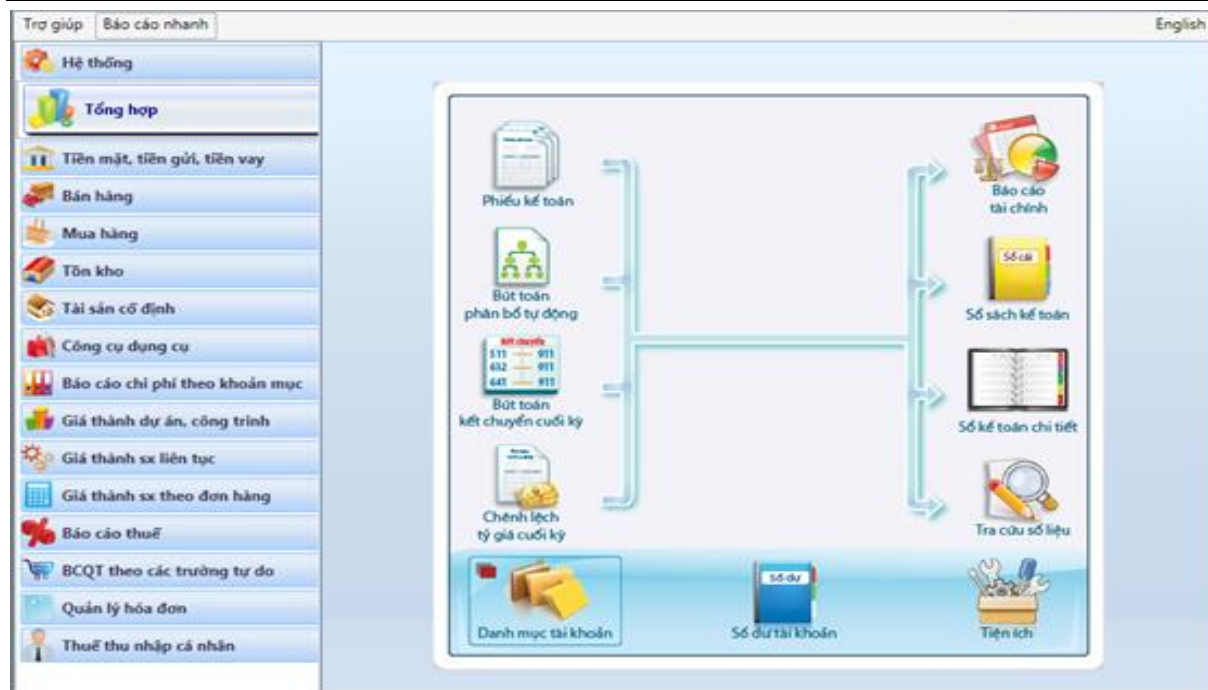 Trợ giúp Báo cáo nhanh English
Hệ thống
Tổng hợp
Tiền mặt, tiền gửi, tiền vay
Bán hàng
Mua hàng
Tồn kho
Tài sản cố định
Công cụ dụng cụ
Báo cáo chi phí theo khoản mục
Giá thành dự án, công trình
Giá thành sx liên tục
Giá thành sx theo đơn hàng
Báo cáo thuế
BCQT theo các trường tự do
Quản lý hóa đơn
Thuế thu nhập cá nhân
Phiếu kế toán
Bút toán
phân bổ tự động
Kết chuyển
511 911
632 911
641 911
Bút toán
kết chuyển cuối kỳ
Chênh lệch
tỷ giá cuối kỳ
Báo cáo
tài chính
Sổ cái
Sổ sách kế toán
Sổ kế toán chi tiết
Tra cứu số liệu
Danh mục tài khoản
Số dư
Số dư tài khoản
Tiện ích